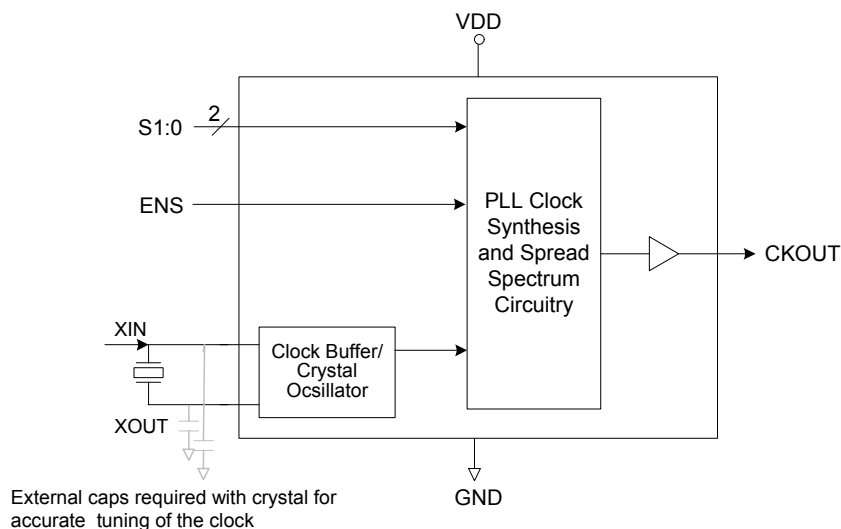 VDD
2
S1:0
ENS
PLL Clock
Synthesis
and Spread
Spectrum
Circuitry
CKOUT
XIN
Clock Buffer/
Crystal
Ocsillator
XOUT
GND
External caps required with crystal for
accurate tuning of the clock